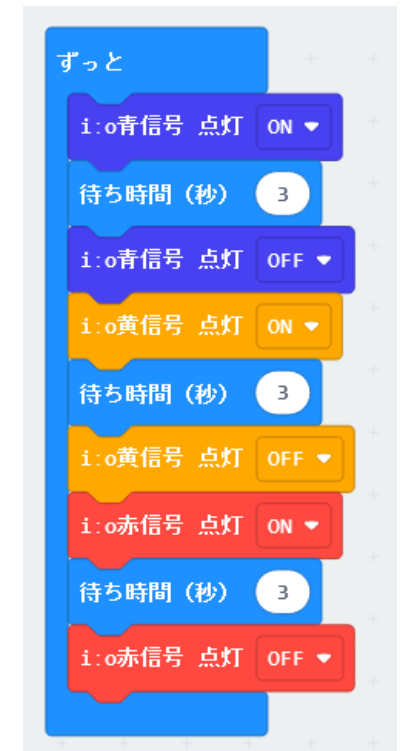 ずっと
i:o青信号 点灯 ON
待ち時間（秒） 3
i:o青信号 点灯 OFF
i:o黄信号 点灯 ON
待ち時間（秒） 3
i:o黄信号 点灯 OFF
i:o赤信号 点灯 ON
待ち時間（秒） 3
i:o赤信号 点灯 OFF